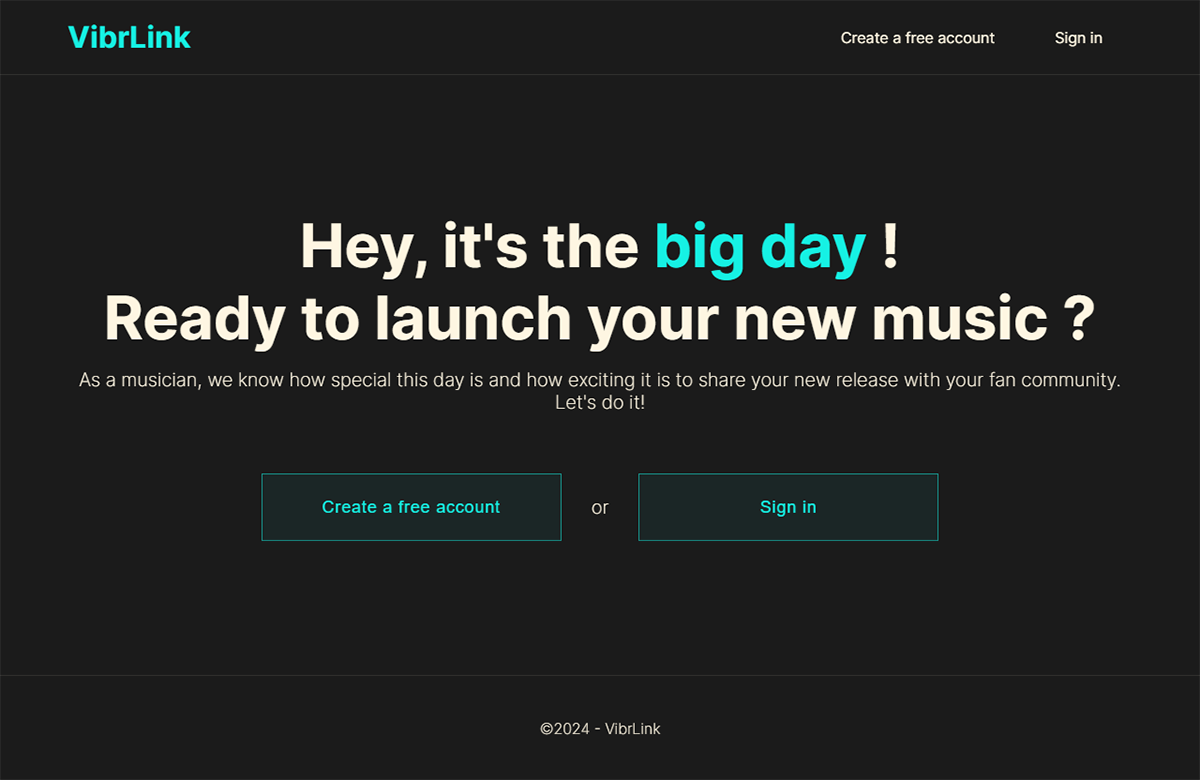 VibrLink
Create a free account
Sign in
Hey, it's the big day !
Ready to launch your new music ?
As a musician, we know how special this day is and how exciting it is to share your new release with your fan community.
Let's do it!
Create a free account
or
Sign in
©2024 - VibrLink